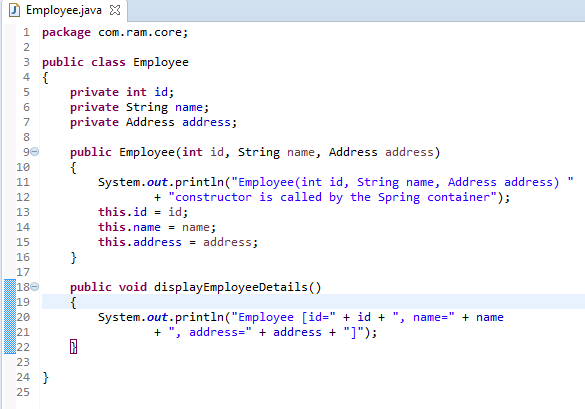 Employee.java
1 package com.ram.core;
2
3 public class Employee
4 {
5     private int id;
6     private String name;
7     private Address address;
8
9     public Employee(int id, String name, Address address)
10     {
11         System.out.println("Employee(int id, String name, Address address) "
12                 + "constructor is called by the Spring container");
13         this.id = id;
14         this.name = name;
15         this.address = address;
16     }
17
18     public void displayEmployeeDetails()
19     {
20         System.out.println("Employee [id=" + id + ", name=" + name
21                 + ", address=" + address + "]");
22     }
23
24 }
25